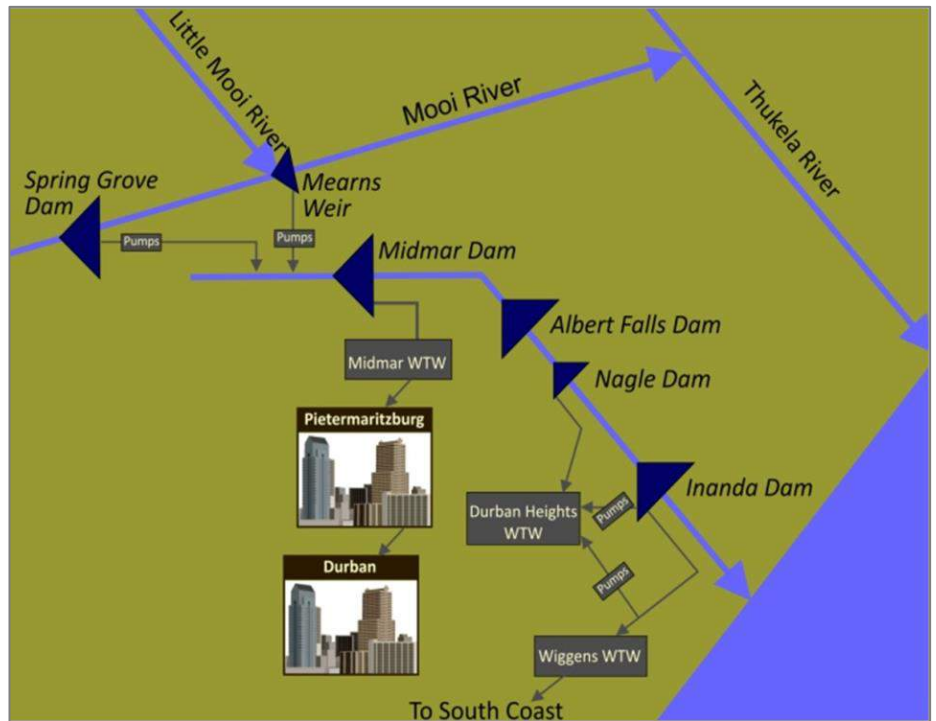 Little Mooi River
Mooi River
Thukela River
Spring Grove
Dam
Mearns
Weir
Pumps
Pumps
Midmar Dam
Albert Falls Dam
Midmar WTW
Nagle Dam
Pietermaritzburg
Inanda Dam
Durban Heights
WTW
Pumps
Durban
Pumps
Wiggens WTW
To South Coast